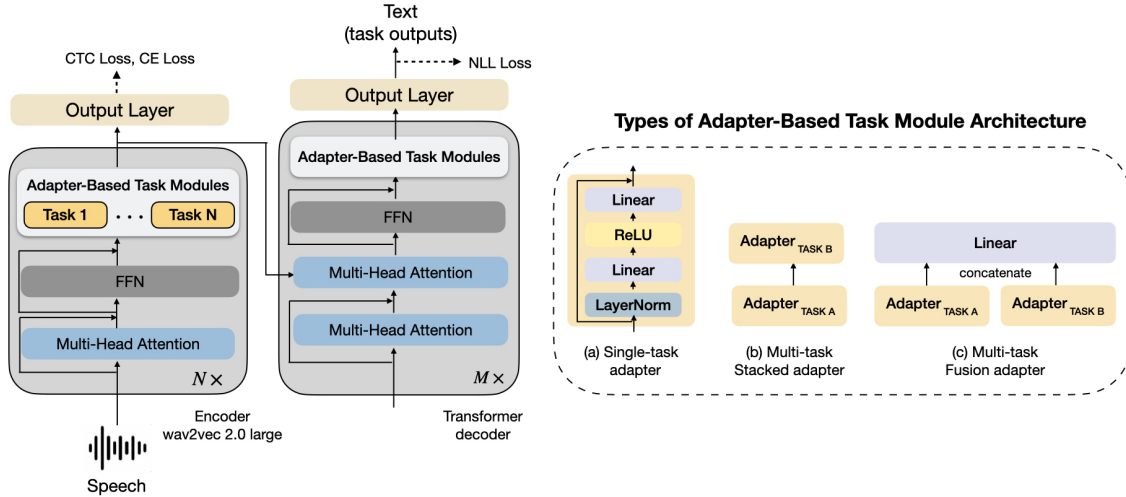 CTC Loss, CE Loss
Output Layer
Adapter-Based Task Modules
Task 1 ··· Task N
FFN
Multi-Head Attention
N×
Encoder
wav2vec 2.0 large
Speech
Text
(task outputs)
NLL Loss
Output Layer
Adapter-Based Task Modules
FFN
Multi-Head Attention
Multi-Head Attention
M×
Transformer
decoder
Types of Adapter-Based Task Module Architecture
Linear
ReLU
Linear
LayerNorm
(a) Single-task
adapter
Adapter TASK B
Adapter TASK A
(b) Multi-task
Stacked adapter
Linear
concatenate
Adapter TASK A Adapter TASK B
(c) Multi-task
Fusion adapter